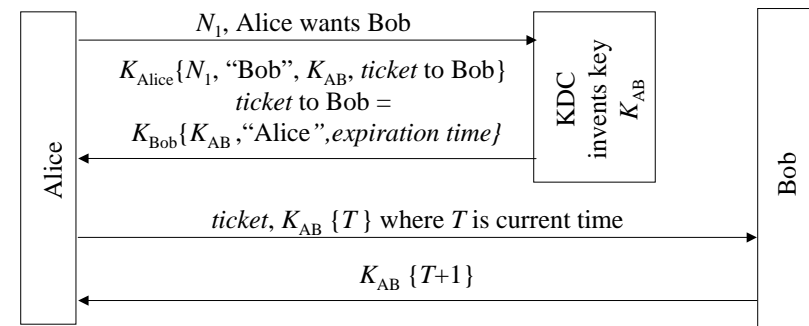 N1, Alice wants Bob
KAlice{N1, “Bob”, KAB, ticket to Bob}
ticket to Bob =
KBob{KAB ,“Alice”,expiration time}
KDC
invents key
KAB
Alice
Bob
ticket, KAB {T } where T is current time
KAB {T+1}